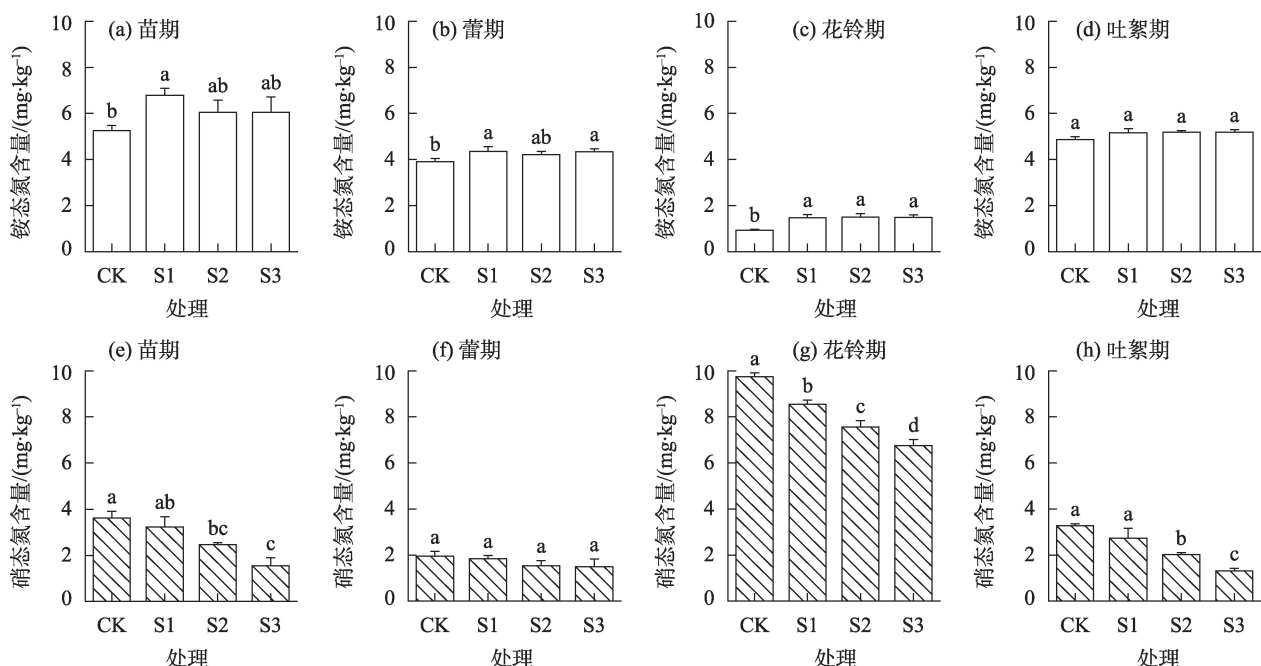 (a) 苗期
铵态氮含量/(mg·kg⁻¹)
10
8
6
4
2
0
b
a
ab
ab
CK S1 S2 S3
处理
(b) 蕾期
铵态氮含量/(mg·kg⁻¹)
10
8
6
4
2
0
b
a
ab
a
CK S1 S2 S3
处理
(c) 花铃期
铵态氮含量/(mg·kg⁻¹)
10
8
6
4
2
0
b
a
a
a
CK S1 S2 S3
处理
(d) 吐絮期
铵态氮含量/(mg·kg⁻¹)
10
8
6
4
2
0
a
a
a
a
CK S1 S2 S3
处理
(e) 苗期
硝态氮含量/(mg·kg⁻¹)
10
8
6
4
2
0
a
ab
bc
c
CK S1 S2 S3
处理
(f) 蕾期
硝态氮含量/(mg·kg⁻¹)
10
8
6
4
2
0
a
a
a
a
CK S1 S2 S3
处理
(g) 花铃期
硝态氮含量/(mg·kg⁻¹)
10
8
6
4
2
0
a
b
c
d
CK S1 S2 S3
处理
(h) 吐絮期
硝态氮含量/(mg·kg⁻¹)
10
8
6
4
2
0
a
a
b
c
CK S1 S2 S3
处理